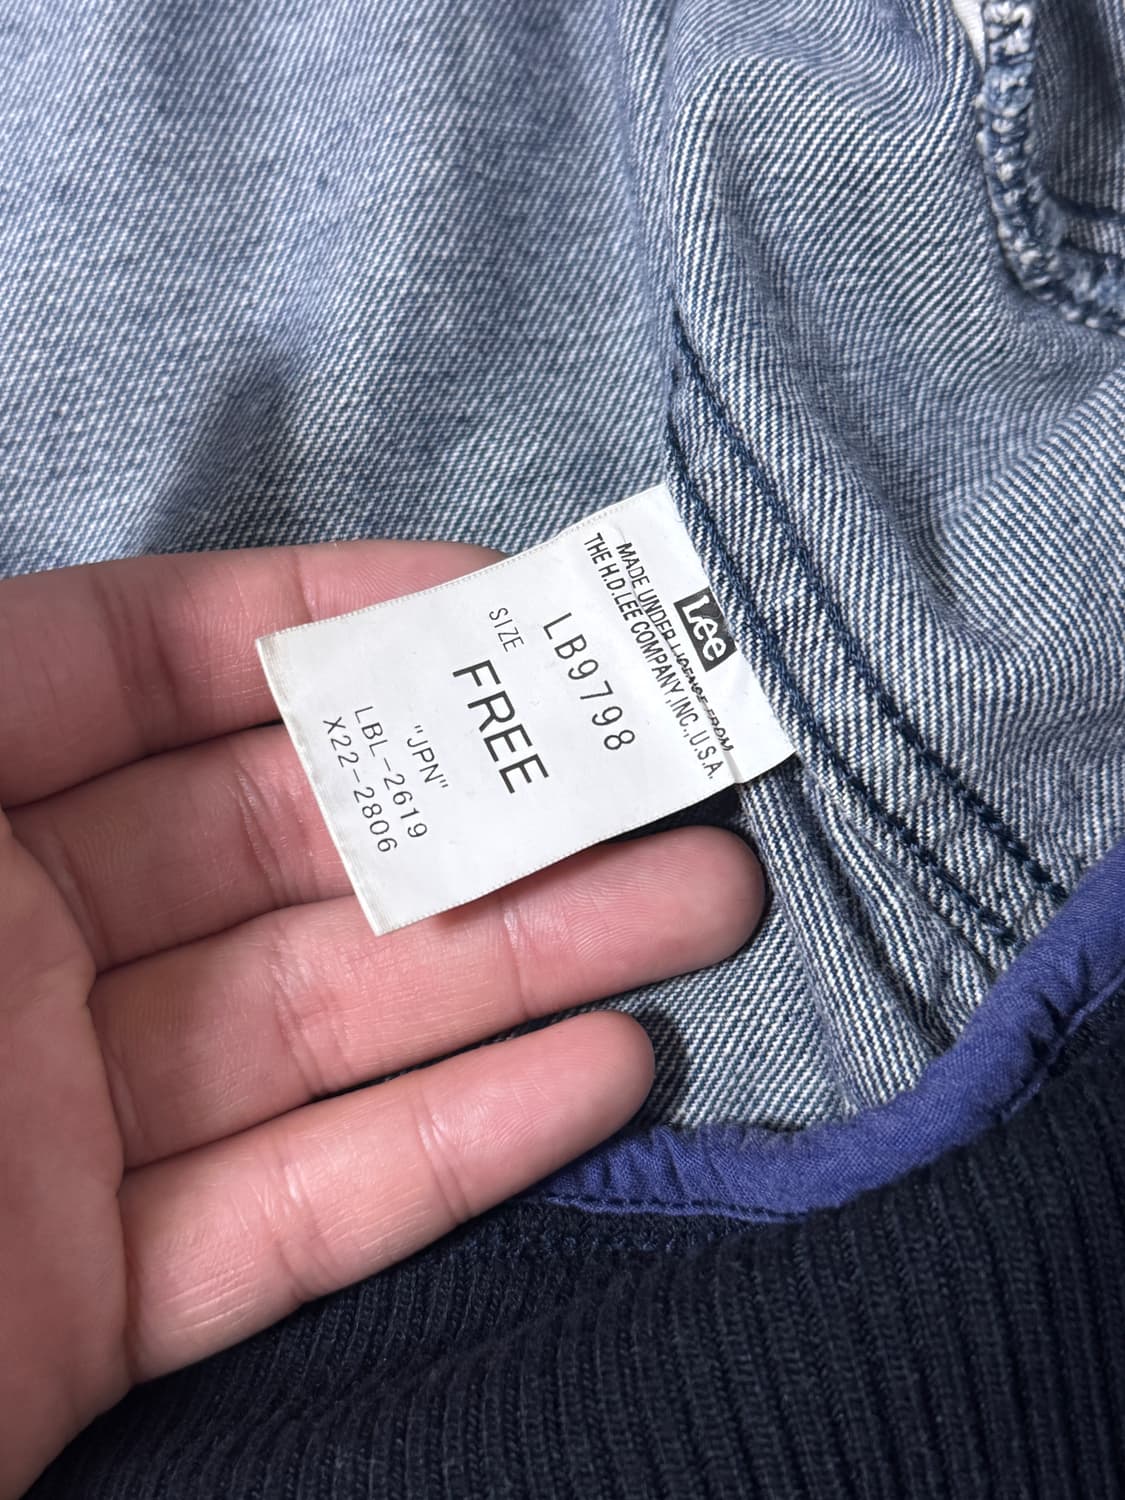 Lee
MADE UNDER LICENSE FROM
THE H.D.LEE COMPANY,INC.,U.S.A.
LB9798
SIZE
FREE
"JPN"
LBL-2619
X22-2806